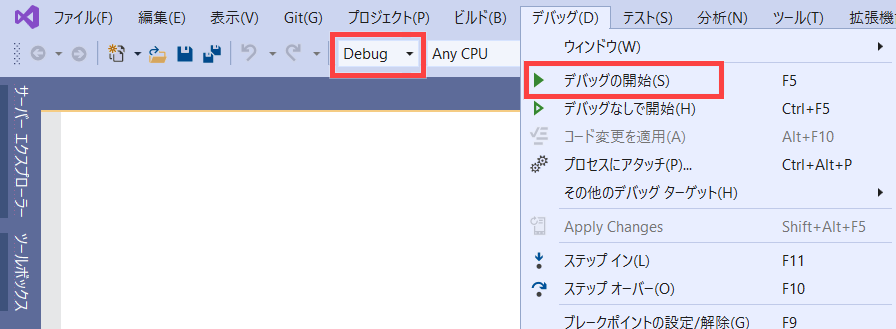 ファイル(F) 編集(E) 表示(V) Git(G) プロジェクト(P) ビルド(B) デバッグ(D) テスト(S) 分析(N) ツール(T) 拡張機
Debug Any CPU
サーバー エクスプローラー
ツールボックス
ウィンドウ(W)
デバッグの開始(S) F5
デバッグなしで開始(H) Ctrl+F5
コード変更を適用(A) Alt+F10
プロセスにアタッチ(P)... Ctrl+Alt+P
その他のデバッグ ターゲット(H)
Apply Changes Shift+Alt+F5
ステップ イン(L) F11
ステップ オーバー(O) F10
ブレークポイントの設定/解除(G) F9